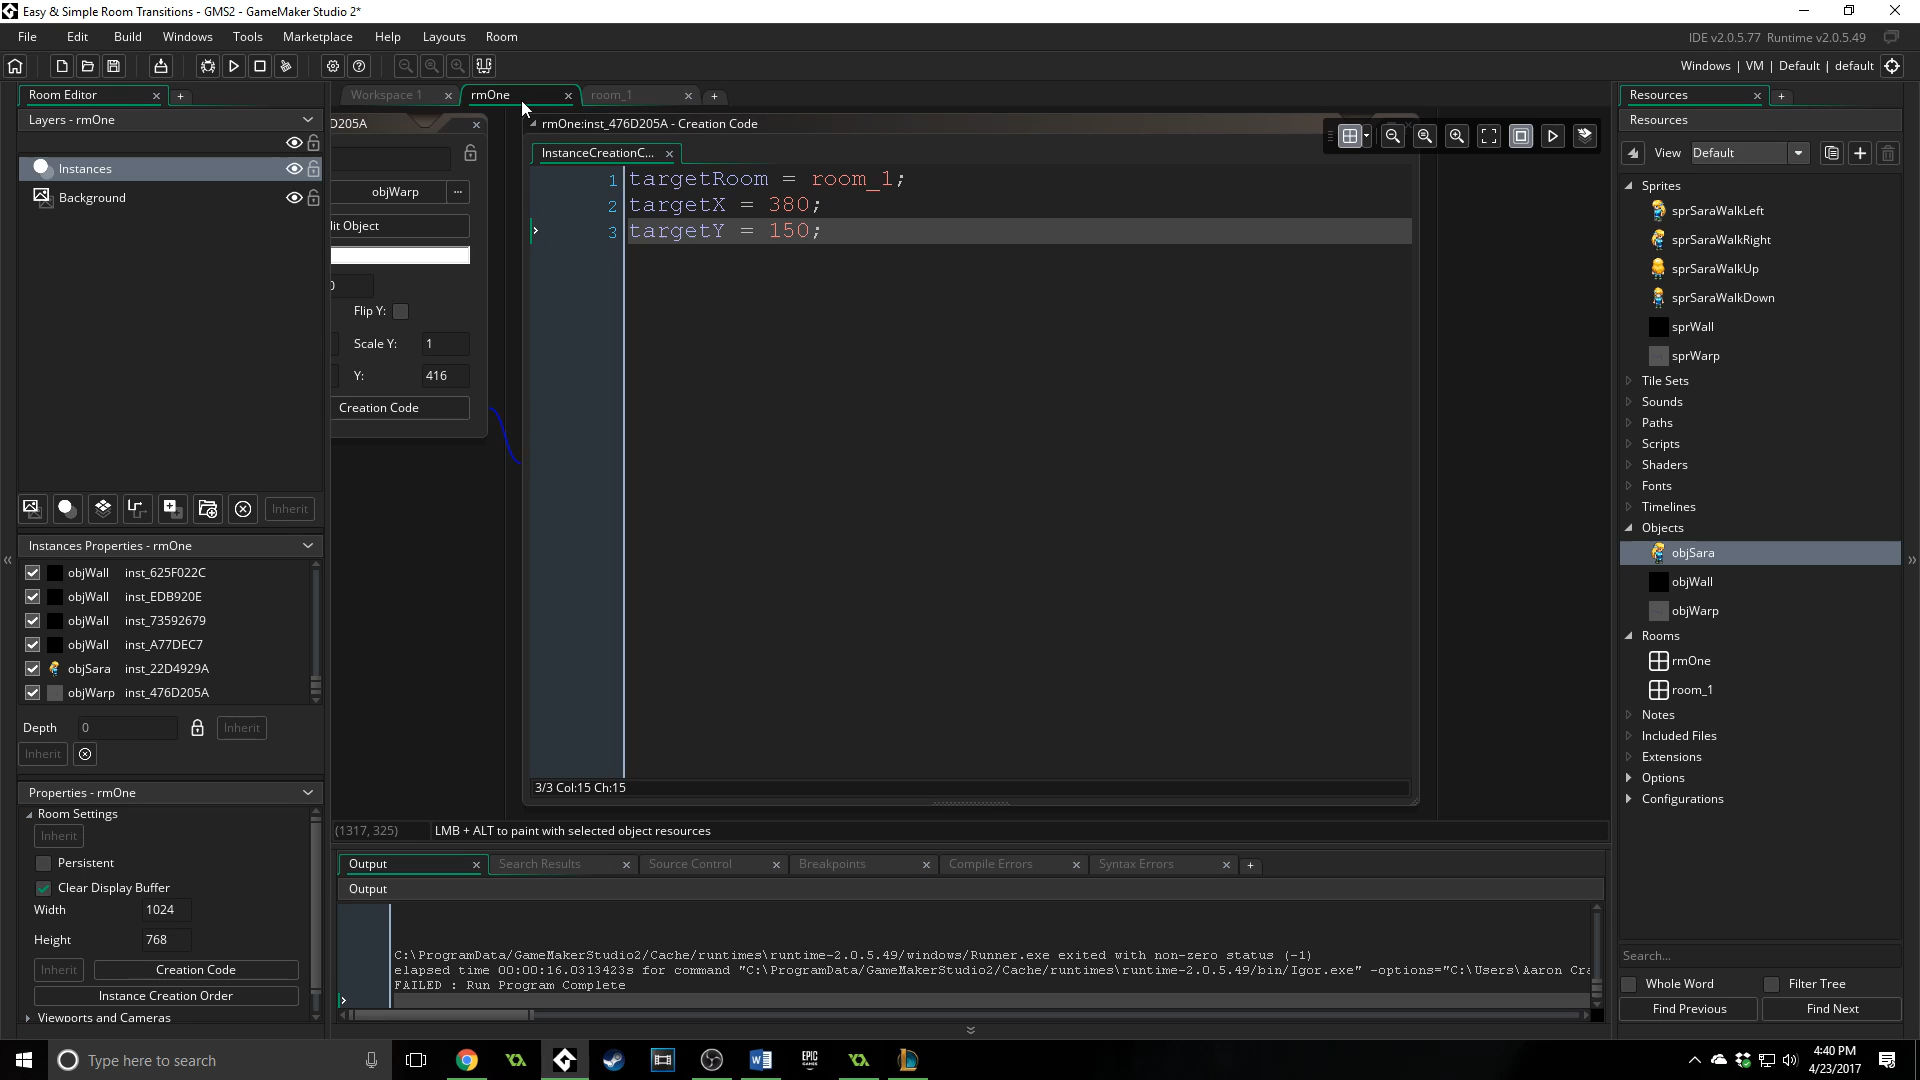 Easy & Simple Room Transitions - GMS2 - GameMaker Studio 2*
File Edit Build Windows Tools Marketplace Help Layouts Room
IDE v2.0.5.77 Runtime v2.0.5.49
Windows | VM | Default | default
Room Editor
Layers - rmOne
Instances
Background
Inherit
Instances Properties - rmOne
objWall inst_625F022C
objWall inst_EDB920E
objWall inst_73592679
objWall inst_A77DEC7
objSara inst_22D4929A
objWarp inst_476D205A
Depth 0 Inherit
Inherit
Properties - rmOne
Room Settings
Inherit
Persistent
Clear Display Buffer
Width 1024
Height 768
Inherit Creation Code
Instance Creation Order
Viewports and Cameras
Workspace 1 rmOne room_1
D205A
objWarp ...
lit Object
Flip Y:
Scale Y: 1
Y: 416
Creation Code
rmOne:inst_476D205A - Creation Code
InstanceCreationC...
1 targetRoom = room_1;
2 targetX = 380;
3 targetY = 150;
3/3 Col:15 Ch:15
(1317, 325) LMB + ALT to paint with selected object resources
Output Search Results Source Control Breakpoints Compile Errors Syntax Errors
Output
C:\ProgramData/GameMakerStudio2/Cache/runtimes\runtime-2.0.5.49/windows/Runner.exe exited with non-zero status (-1)
elapsed time 00:00:16.0313423s for command "C:\ProgramData/GameMakerStudio2/Cache/runtimes\runtime-2.0.5.49/bin/Igor.exe" -options="C:\Users\Aaron Cra
FAILED : Run Program Complete
Resources
Resources
View Default
Sprites
sprSaraWalkLeft
sprSaraWalkRight
sprSaraWalkUp
sprSaraWalkDown
sprWall
sprWarp
Tile Sets
Sounds
Paths
Scripts
Shaders
Fonts
Timelines
Objects
objSara
objWall
objWarp
Rooms
rmOne
room_1
Notes
Included Files
Extensions
Options
Configurations
Search...
Whole Word Filter Tree
Find Previous Find Next
Type here to search
EPIC GAMES
4:40 PM
4/23/2017